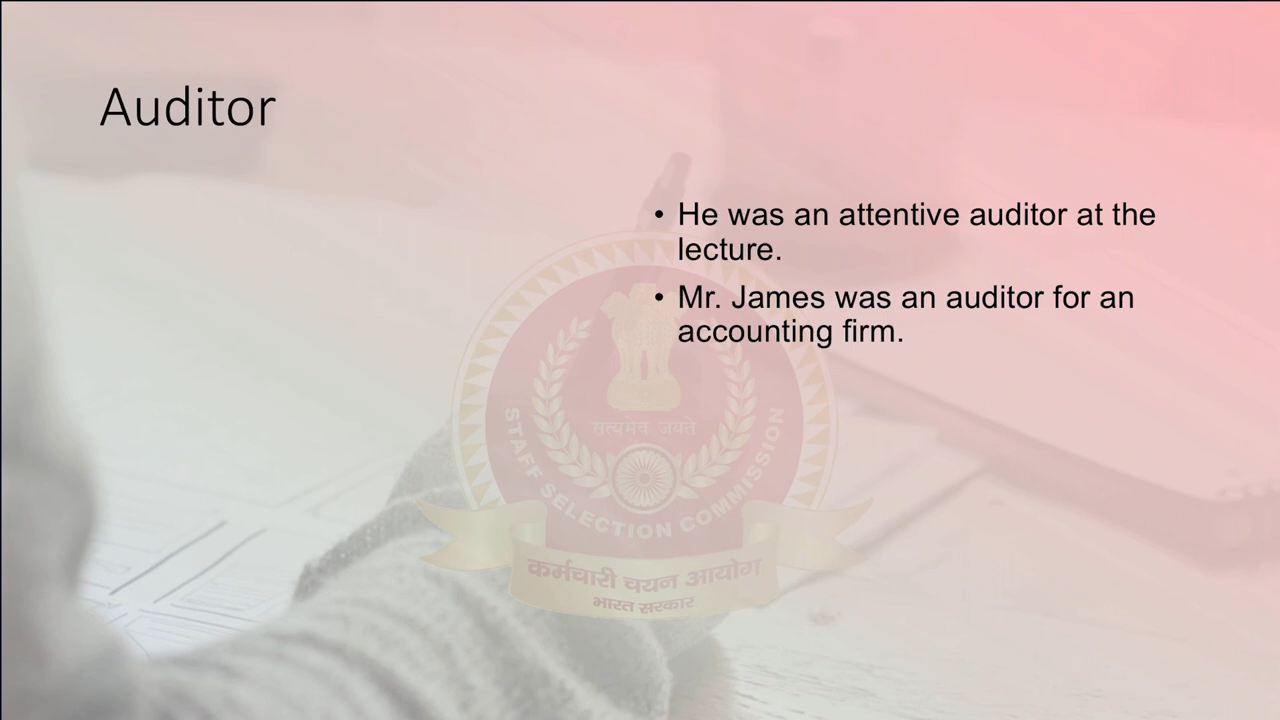 Auditor
• He was an attentive auditor at the
lecture.
• Mr. James was an auditor for an
accounting firm.
सत्यमेव जयते
STAFF SELECTION COMMISSION
कर्मचारी चयन आयोग
भारत सरकार